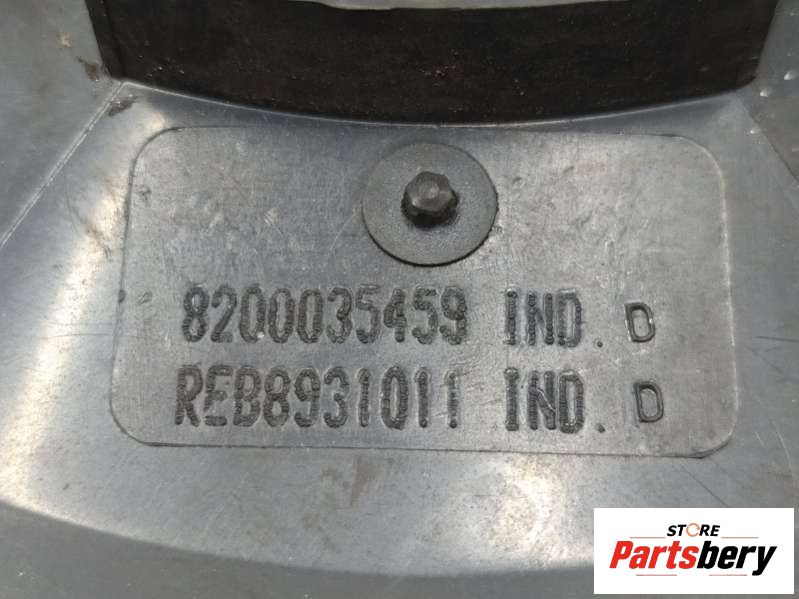 8200035459 IND. D
REB8931011 IND. D
STORE
Partsbery